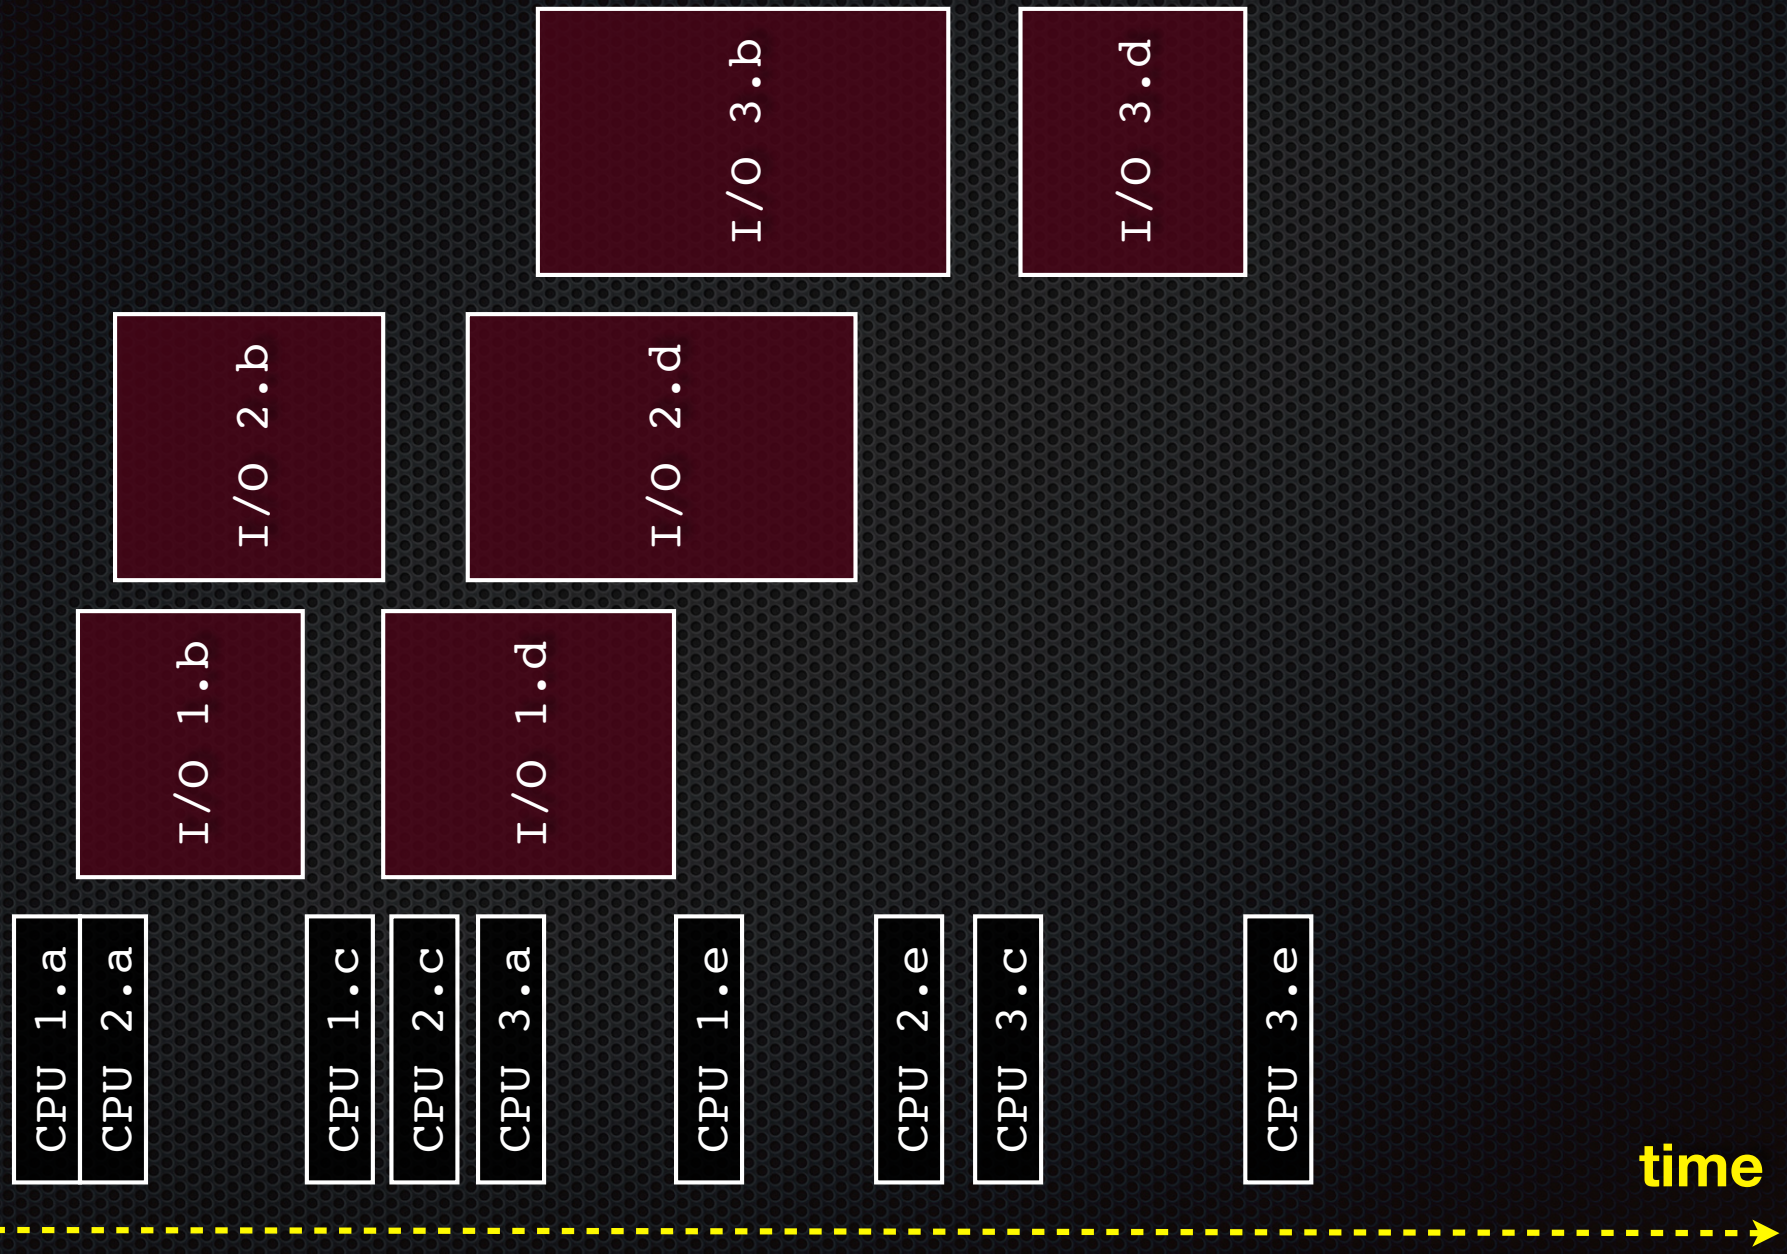 I/O 3.b
I/O 3.d
I/O 2.b
I/O 2.d
I/O 1.b
I/O 1.d
CPU 1.a
CPU 2.a
CPU 1.c
CPU 2.c
CPU 3.a
CPU 1.e
CPU 2.e
CPU 3.c
CPU 3.e
time